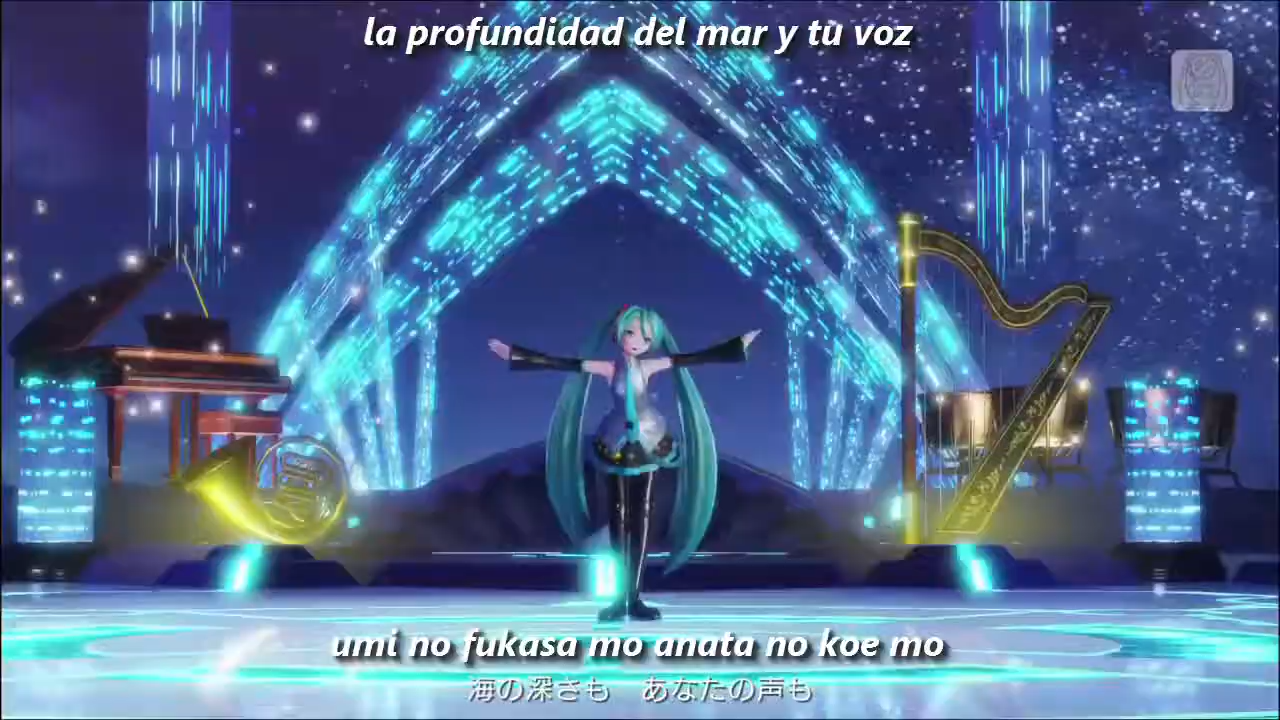 la profundidad del mar y tu voz
umi no fukasa mo anata no koe mo
海の深さも　あなたの声も